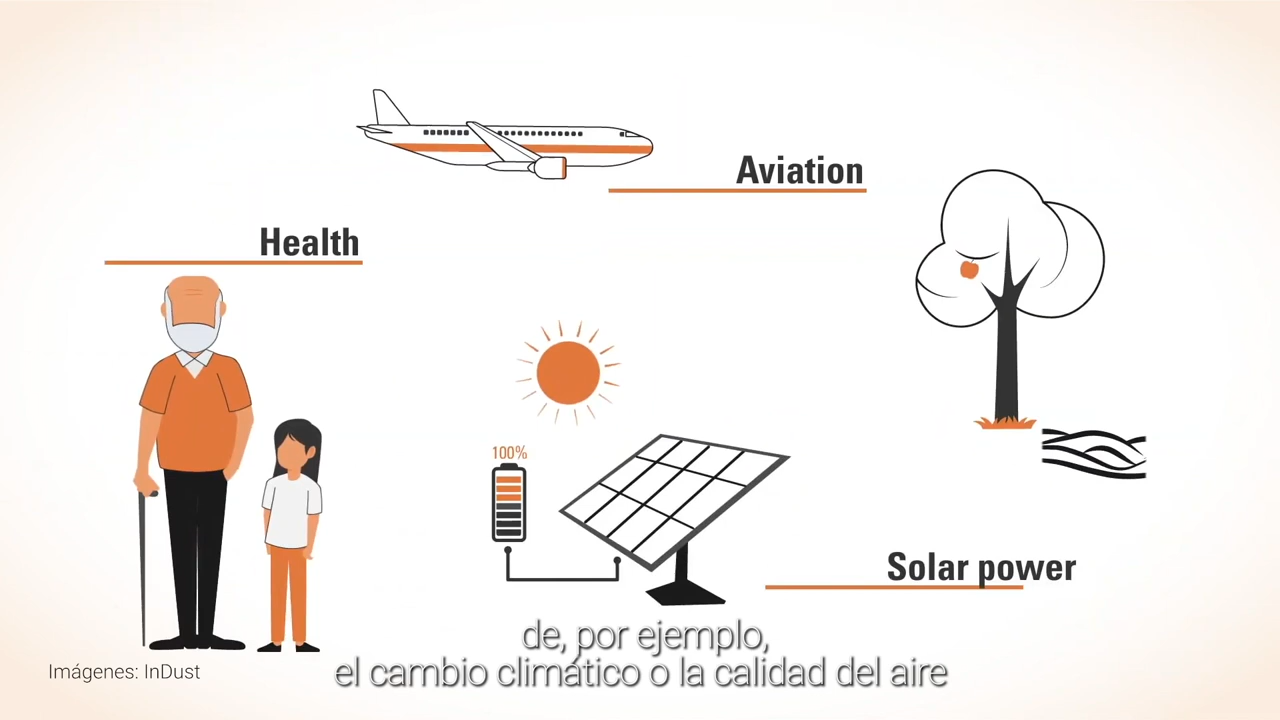 Aviation
Health
100%
Solar power
de, por ejemplo,
el cambio climático o la calidad del aire
Imágenes: InDust